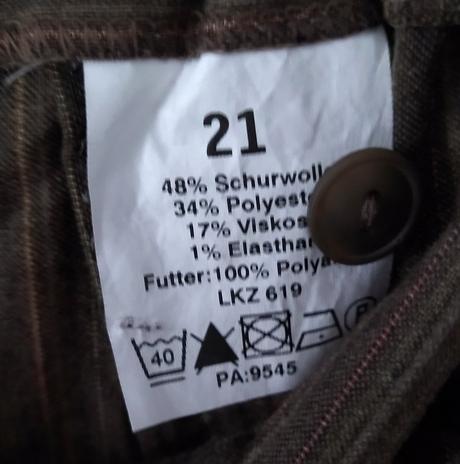 21
48% Schurwoll
34% Polyest
17% Viskos
1% Elasthan
Futter:100% Polya
LKZ 619
40
P
PA:9545